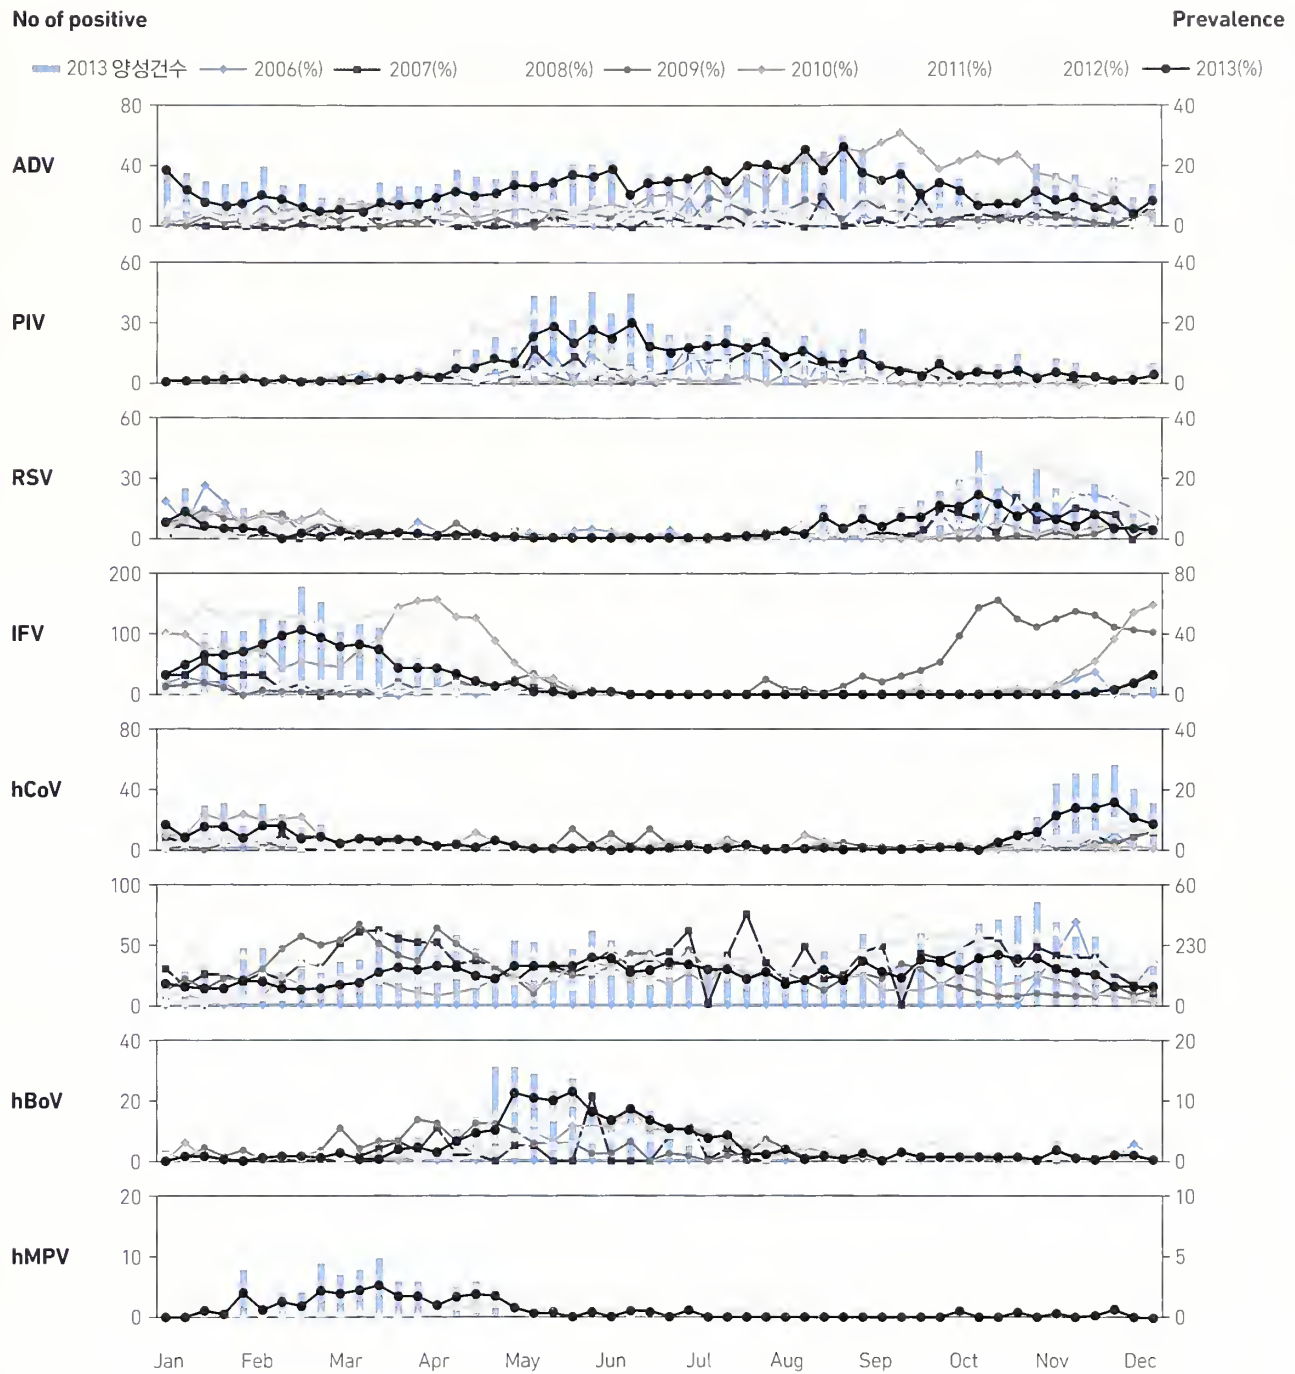 No of positive Prevalence
2013 양성건수 2006(%) 2007(%) 2008(%) 2009(%) 2010(%) 2011(%) 2012(%) 2013(%)
80 40
ADV 40 20
0 0
60 40
PIV 30 20
0 0
60 40
RSV 30 20
0 0
200 80
IFV 100 40
0 0
80 40
hCoV 40 20
0 0
100 60
50 230
0 0
40 20
hBoV 20 10
0 0
20 10
hMPV 10 5
0 0
Jan Feb Mar Apr May Jun Jul Aug Sep Oct Nov Dec